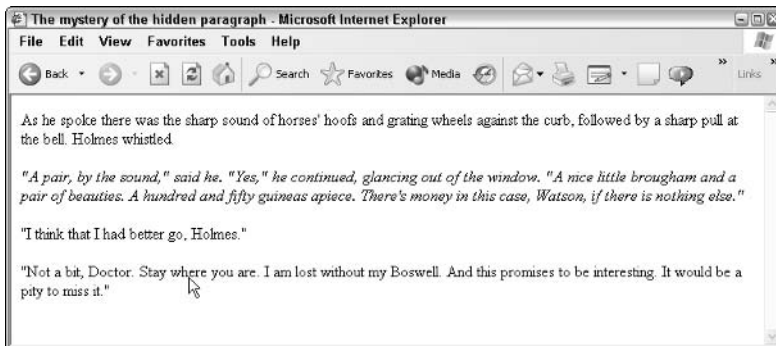 The mystery of the hidden paragraph - Microsoft Internet Explorer
File Edit View Favorites Tools Help
Back Search Favorites Media » Links »
As he spoke there was the sharp sound of horses' hoofs and grating wheels against the curb, followed by a sharp pull at
the bell. Holmes whistled.
"A pair, by the sound," said he. "Yes," he continued, glancing out of the window. "A nice little brougham and a
pair of beauties. A hundred and fifty guineas apiece. There's money in this case, Watson, if there is nothing else."
"I think that I had better go, Holmes."
"Not a bit, Doctor. Stay where you are. I am lost without my Boswell. And this promises to be interesting. It would be a
pity to miss it."